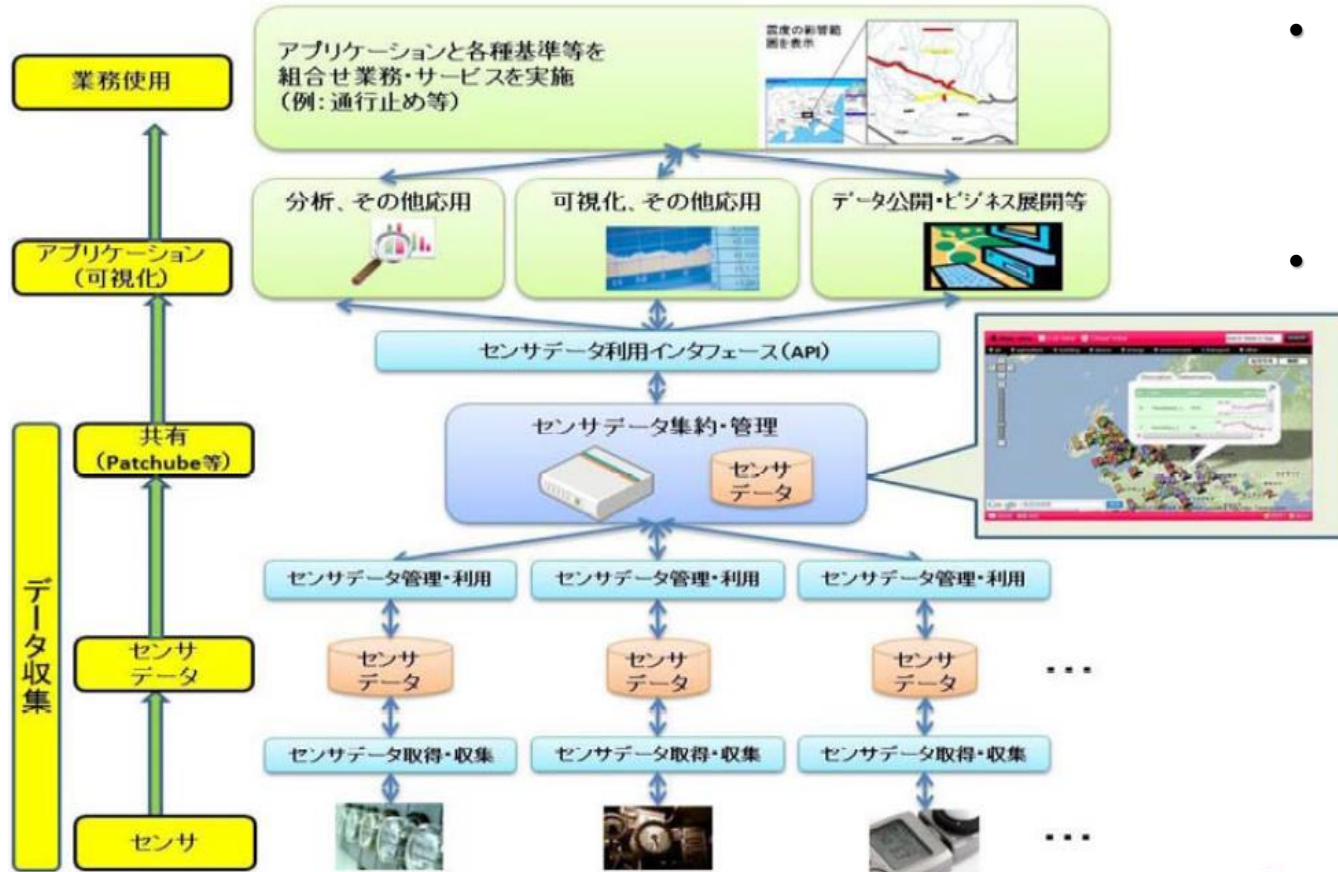 業務使用
アプリケーションと各種基準等を
組合せ業務・サービスを実施
(例:通行止め等)
震度の影響範
囲を表示
アプリケーション
(可視化)
分析、その他応用
可視化、その他応用
データ公開・ビジネス展開等
センサデータ利用インタフェース(API)
データ収集
共有
(Patchube等)
センサデータ集約・管理
センサ
データ
センサデータ管理・利用
センサデータ管理・利用
センサデータ管理・利用
センサ
データ
センサ
データ
センサ
データ
センサ
データ
・・・
センサデータ取得・収集
センサデータ取得・収集
センサデータ取得・収集
センサ
・・・